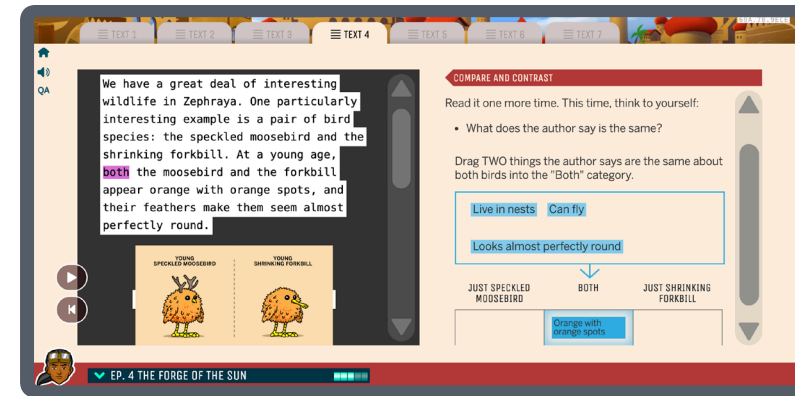 TEXT 1
TEXT 2
TEXT 3
TEXT 4
TEXT 5
TEXT 6
TEXT 7
QA
We have a great deal of interesting
wildlife in Zephraya. One particularly
interesting example is a pair of bird
species: the speckled moosebird and the
shrinking forkbill. At a young age,
both the moosebird and the forkbill
appear orange with orange spots, and
their feathers make them seem almost
perfectly round.
YOUNG
SPECKLED MOOSEBIRD
YOUNG
SHRINKING FORKBILL
COMPARE AND CONTRAST
Read it one more time. This time, think to yourself:
• What does the author say is the same?
Drag TWO things the author says are the same about
both birds into the "Both" category.
Live in nests
Can fly
Looks almost perfectly round
JUST SPECKLED
MOOSEBIRD
BOTH
JUST SHRINKING
FORKBILL
Orange with
orange spots
EP. 4 THE FORGE OF THE SUN